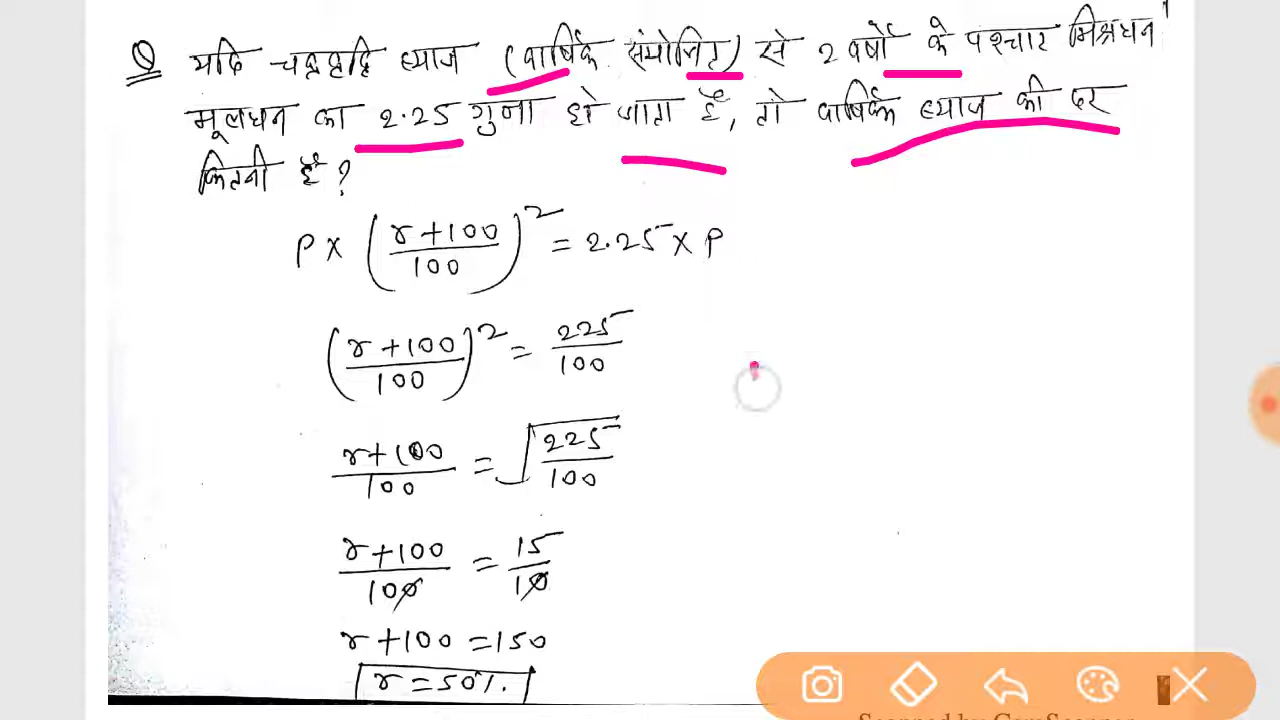 Q यदि चक्रवृद्धि ब्याज (वार्षिक संयोजित) से 2 वर्षों के पश्चात मिश्रधन
मूलधन का 2.25 गुना हो जाता है, तो वार्षिक ब्याज की दर
कितनी है?
P × (r+100/100)² = 2.25 × P
(r+100/100)² = 225/100
r+100/100 = √225/100
r+100/100 = 15/10
r+100 = 150
r = 50%.